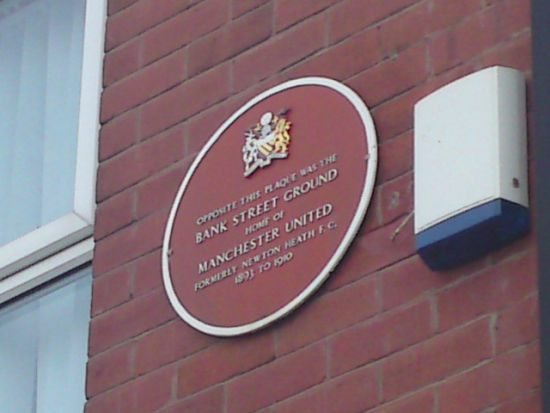 OPPOSITE THIS PLAQUE WAS THE
BANK STREET GROUND
HOME OF
MANCHESTER UNITED
FORMERLY NEWTON HEATH F.C.
1893 TO 1910